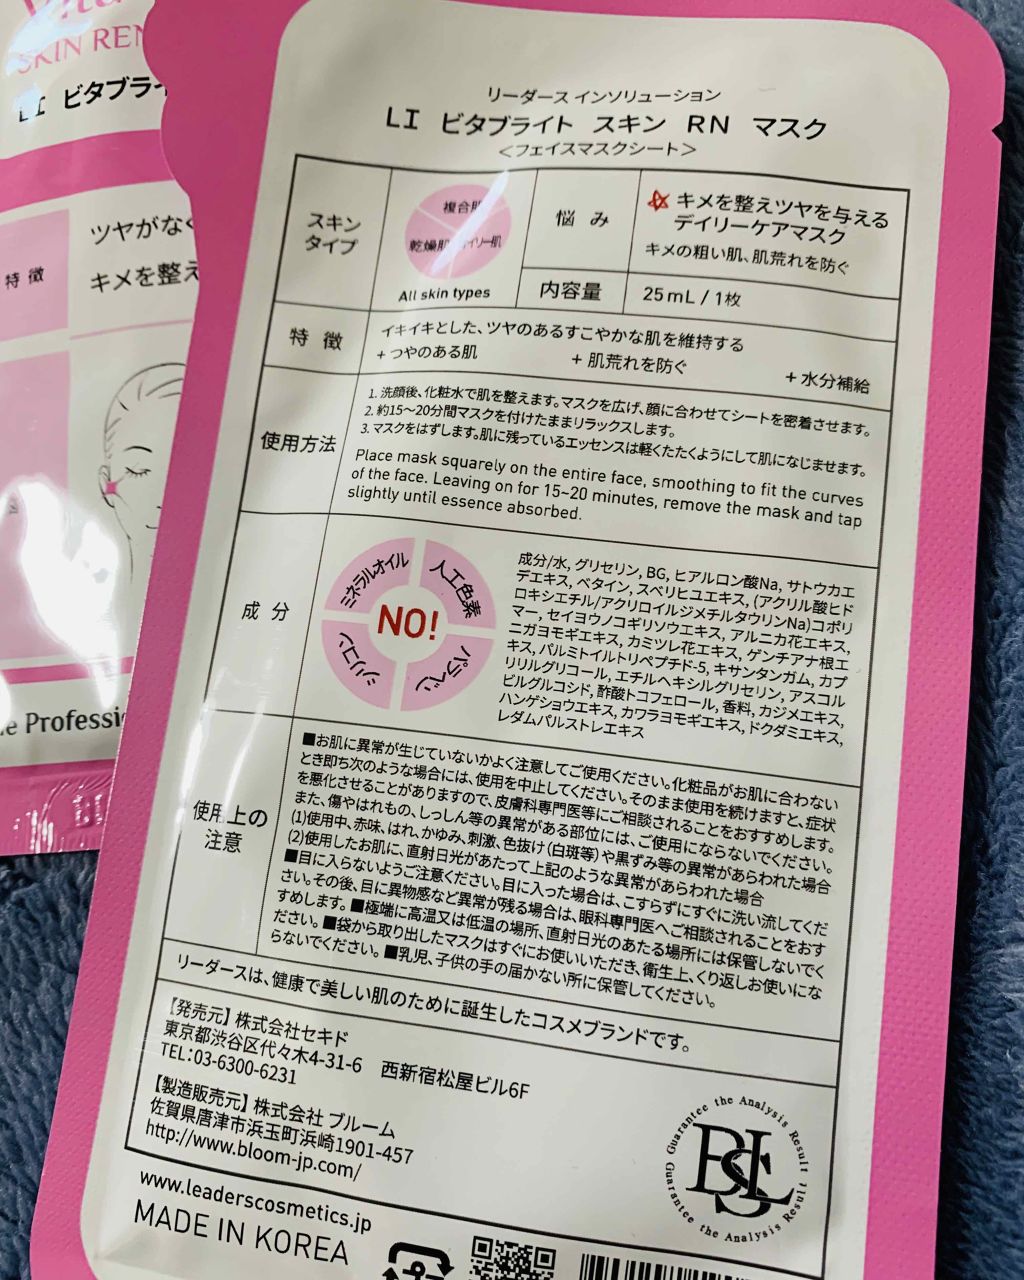 SKIN
LI ビタブライ
ツヤがなく
特徴
キメを整え
Professi
リーダース インソリューション
LI ビタブライト スキン RN マスク
<フェイスマスクシート>
スキン
タイプ
複合肌
乾燥肌
イリー肌
All skin types
悩み
キメを整えツヤを与える
デイリーケアマスク
キメの粗い肌、肌荒れを防ぐ
内容量
25mL / 1枚
特徴
イキイキとした、ツヤのあるすこやかな肌を維持する
+ つやのある肌 + 肌荒れを防ぐ + 水分補給
使用方法
1. 洗顔後、化粧水で肌を整えます。マスクを広げ、顔に合わせてシートを密着させます。
2. 約15〜20分間マスクを付けたままリラックスします。
3. マスクをはずします。肌に残っているエッセンスは軽くたたくようにして肌になじませます。
Place mask squarely on the entire face, smoothing to fit the curves
of the face. Leaving on for 15~20 minutes, remove the mask and tap
slightly until essence absorbed.
成分
ミネラルオイル
人工色素
NO!
シリコン
パラベン
成分/水, グリセリン, BG, ヒアルロン酸Na, サトウカエ
デエキス, ベタイン, スベリヒユエキス, (アクリル酸ヒド
ロキシエチル/アクリロイルジメチルタウリンNa)コポリ
マー, セイヨウノコギリソウエキス, アルニカ花エキス,
ニガヨモギエキス, カミツレ花エキス, ゲンチアナ根エ
キス, パルミトイルトリペプチド-5, キサンタンガム, カプ
リリルグリコール, エチルヘキシルグリセリン, アスコル
ビルグルコシド, 酢酸トコフェロール, 香料, カジメエキス,
ハンゲショウエキス, カワラヨモギエキス, ドクダミエキス,
レダムパルストレエキス
使用上の
注意
■お肌に異常が生じていないかよく注意してご使用ください。化粧品がお肌に合わない
とき即ち次のような場合には、使用を中止してください。そのまま使用を続けますと、症状
を悪化させることがありますので、皮膚科専門医等にご相談されることをおすすめします。
また、傷やはれもの、しっしん等の異常がある部位には、ご使用にならないでください。
(1)使用中、赤味、はれ、かゆみ、刺激、色抜け(白斑等)や黒ずみ等の異常があらわれた場合
(2)使用したお肌に、直射日光があたって上記のような異常があらわれた場合
■目に入らないようご注意ください。目に入った場合は、こすらずにすぐに洗い流してくだ
さい。その後、目に異物感など異常が残る場合は、眼科専門医へご相談されることをおす
すめします。■極端に高温又は低温の場所、直射日光のあたる場所には保管しないでく
ださい。■袋から取り出したマスクはすぐにお使いいただき、衛生上、くり返しお使いにな
らないでください。■乳児、子供の手の届かない所に保管してください。
リーダースは、健康で美しい肌のために誕生したコスメブランドです。
【発売元】株式会社セキド
東京都渋谷区代々木4-31-6 西新宿松屋ビル6F
TEL:03-6300-6231
【製造販売元】株式会社 ブルーム
佐賀県唐津市浜玉町浜崎1901-457
http://www.bloom-jp.com/
Guarantee the Analysis Result
BSL
Guarantee the Analysis Result
www.leaderscosmetics.jp
MADE IN KOREA